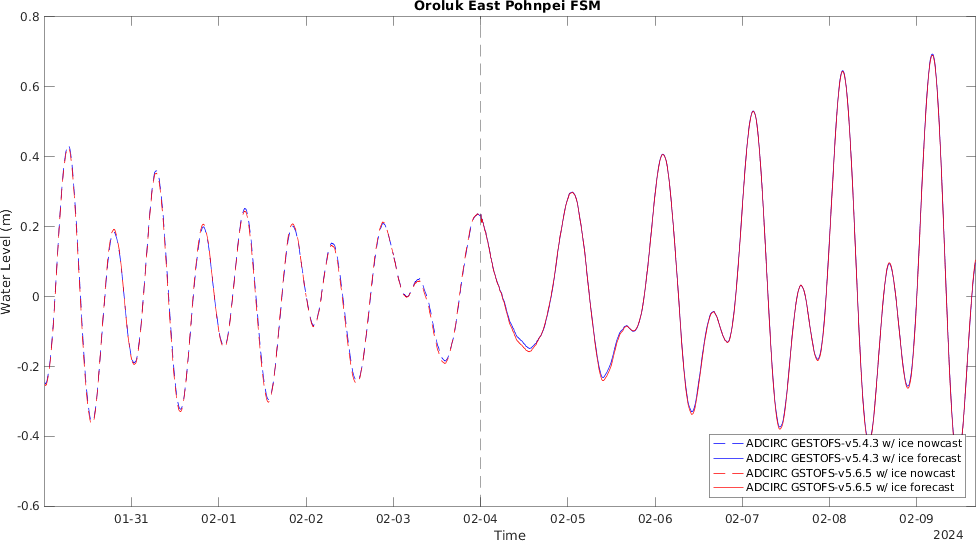 Oroluk East Pohnpei FSM
0.8
0.6
0.4
0.2
0
-0.2
-0.4
-0.6
Water Level (m)
01-31 02-01 02-02 02-03 02-04 02-05 02-06 02-07 02-08 02-09
Time
2024
ADCIRC GESTOFS-v5.4.3 w/ ice nowcast
ADCIRC GESTOFS-v5.4.3 w/ ice forecast
ADCIRC GSTOFS-v5.6.5 w/ ice nowcast
ADCIRC GSTOFS-v5.6.5 w/ ice forecast